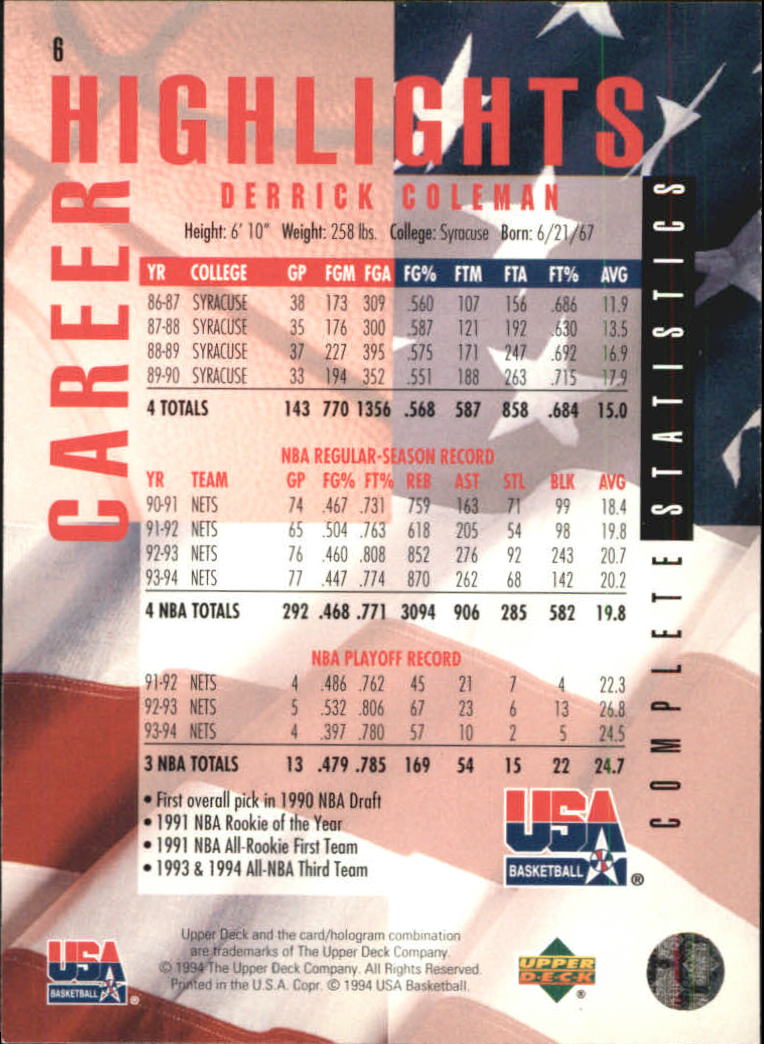 6
CAREER
HIGHLIGHTS
DERRICK COLEMAN
Height: 6' 10" Weight: 258 lbs. College: Syracuse Born: 6/21/67
YR COLLEGE GP FGM FGA FG% FTM FTA FT% AVG
86-87 SYRACUSE 38 173 309 .560 107 156 .686 11.9
87-88 SYRACUSE 35 176 300 .587 121 192 .630 13.5
88-89 SYRACUSE 37 227 395 .575 171 247 .692 16.9
89-90 SYRACUSE 33 194 352 .551 188 263 .715 17.9
4 TOTALS 143 770 1356 .568 587 858 .684 15.0
NBA REGULAR-SEASON RECORD
YR TEAM GP FG% FT% REB AST STL BLK AVG
90-91 NETS 74 .467 .731 759 163 71 99 18.4
91-92 NETS 65 .504 .763 618 205 54 98 19.8
92-93 NETS 76 .460 .808 852 276 92 243 20.7
93-94 NETS 77 .447 .774 870 262 68 142 20.2
4 NBA TOTALS 292 .468 .771 3094 906 285 582 19.8
NBA PLAYOFF RECORD
91-92 NETS 4 .486 .762 45 21 7 4 22.3
92-93 NETS 5 .532 .806 67 23 6 13 26.8
93-94 NETS 4 .397 .780 57 10 2 5 24.5
3 NBA TOTALS 13 .479 .785 169 54 15 22 24.7
• First overall pick in 1990 NBA Draft
• 1991 NBA Rookie of the Year
• 1991 NBA All-Rookie First Team
• 1993 & 1994 All-NBA Third Team
COMPLETE STATISTICS
USA
BASKETBALL ®
Upper Deck and the card/hologram combination
are trademarks of The Upper Deck Company.
© 1994 The Upper Deck Company. All Rights Reserved.
Printed in the U.S.A. Copr. © 1994 USA Basketball.
USA
BASKETBALL ®
UPPER
DECK ®